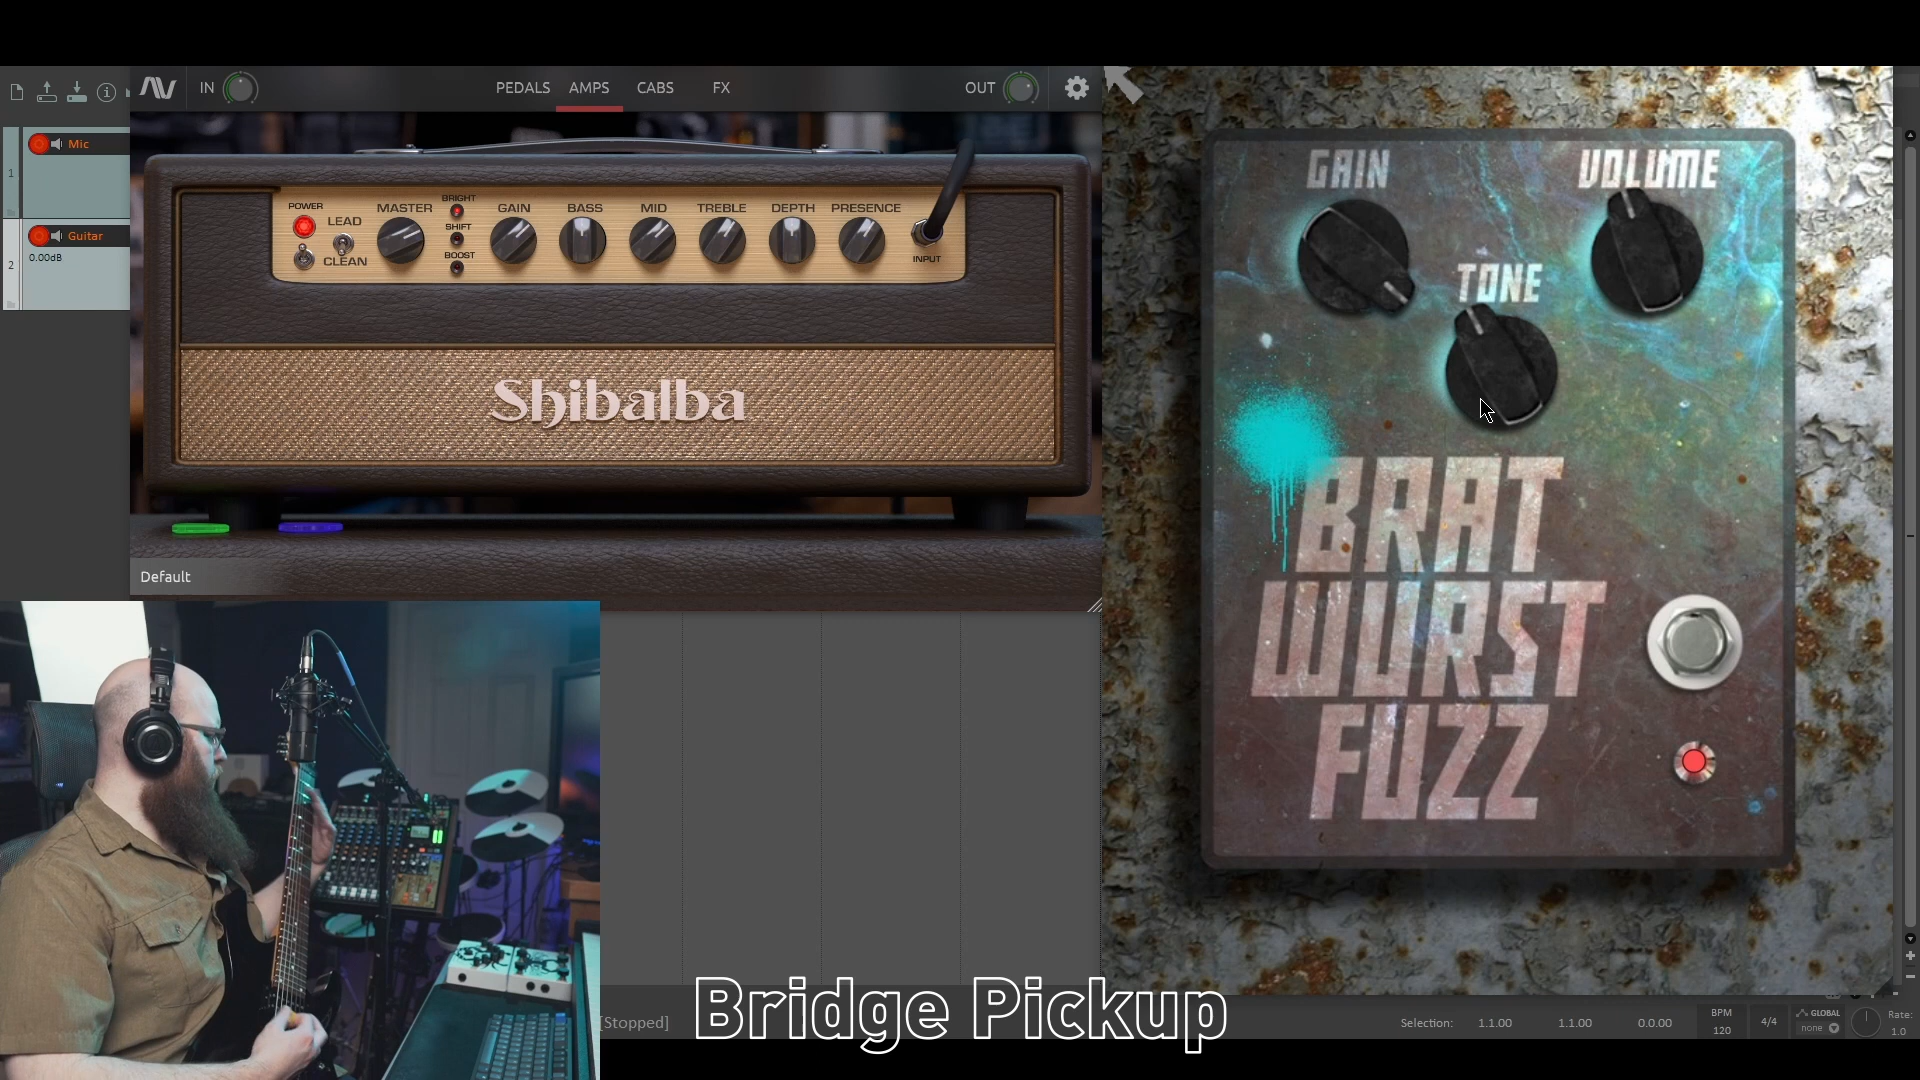 IN
PEDALS AMPS CABS FX
OUT
1
Mic
2
Guitar
0.00dB
POWER
LEAD
CLEAN
MASTER
BRIGHT
SHIFT
BOOST
GAIN BASS MID TREBLE DEPTH PRESENCE
INPUT
Shibalba
Default
GAIN
VOLUME
TONE
BRAT
WURST
FUZZ
Bridge Pickup
[Stopped]
Selection: 1.1.00 1.1.00 0.0.00
BPM
120
4/4
GLOBAL
none
Rate:
1.0